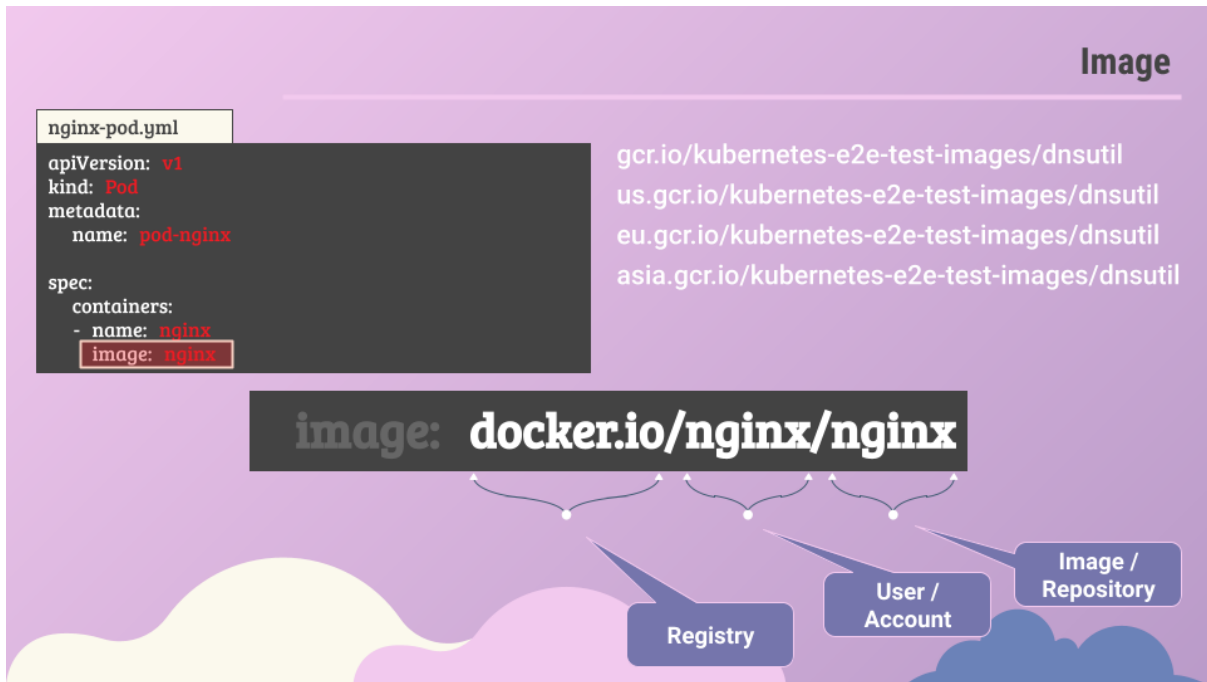 Image
nginx-pod.yml
apiVersion: v1
kind: Pod
metadata:
name: pod-nginx
spec:
containers:
- name: nginx
image: nginx
gcr.io/kubernetes-e2e-test-images/dnsutil
us.gcr.io/kubernetes-e2e-test-images/dnsutil
eu.gcr.io/kubernetes-e2e-test-images/dnsutil
asia.gcr.io/kubernetes-e2e-test-images/dnsutil
image: docker.io/nginx/nginx
Registry
User /
Account
Image /
Repository